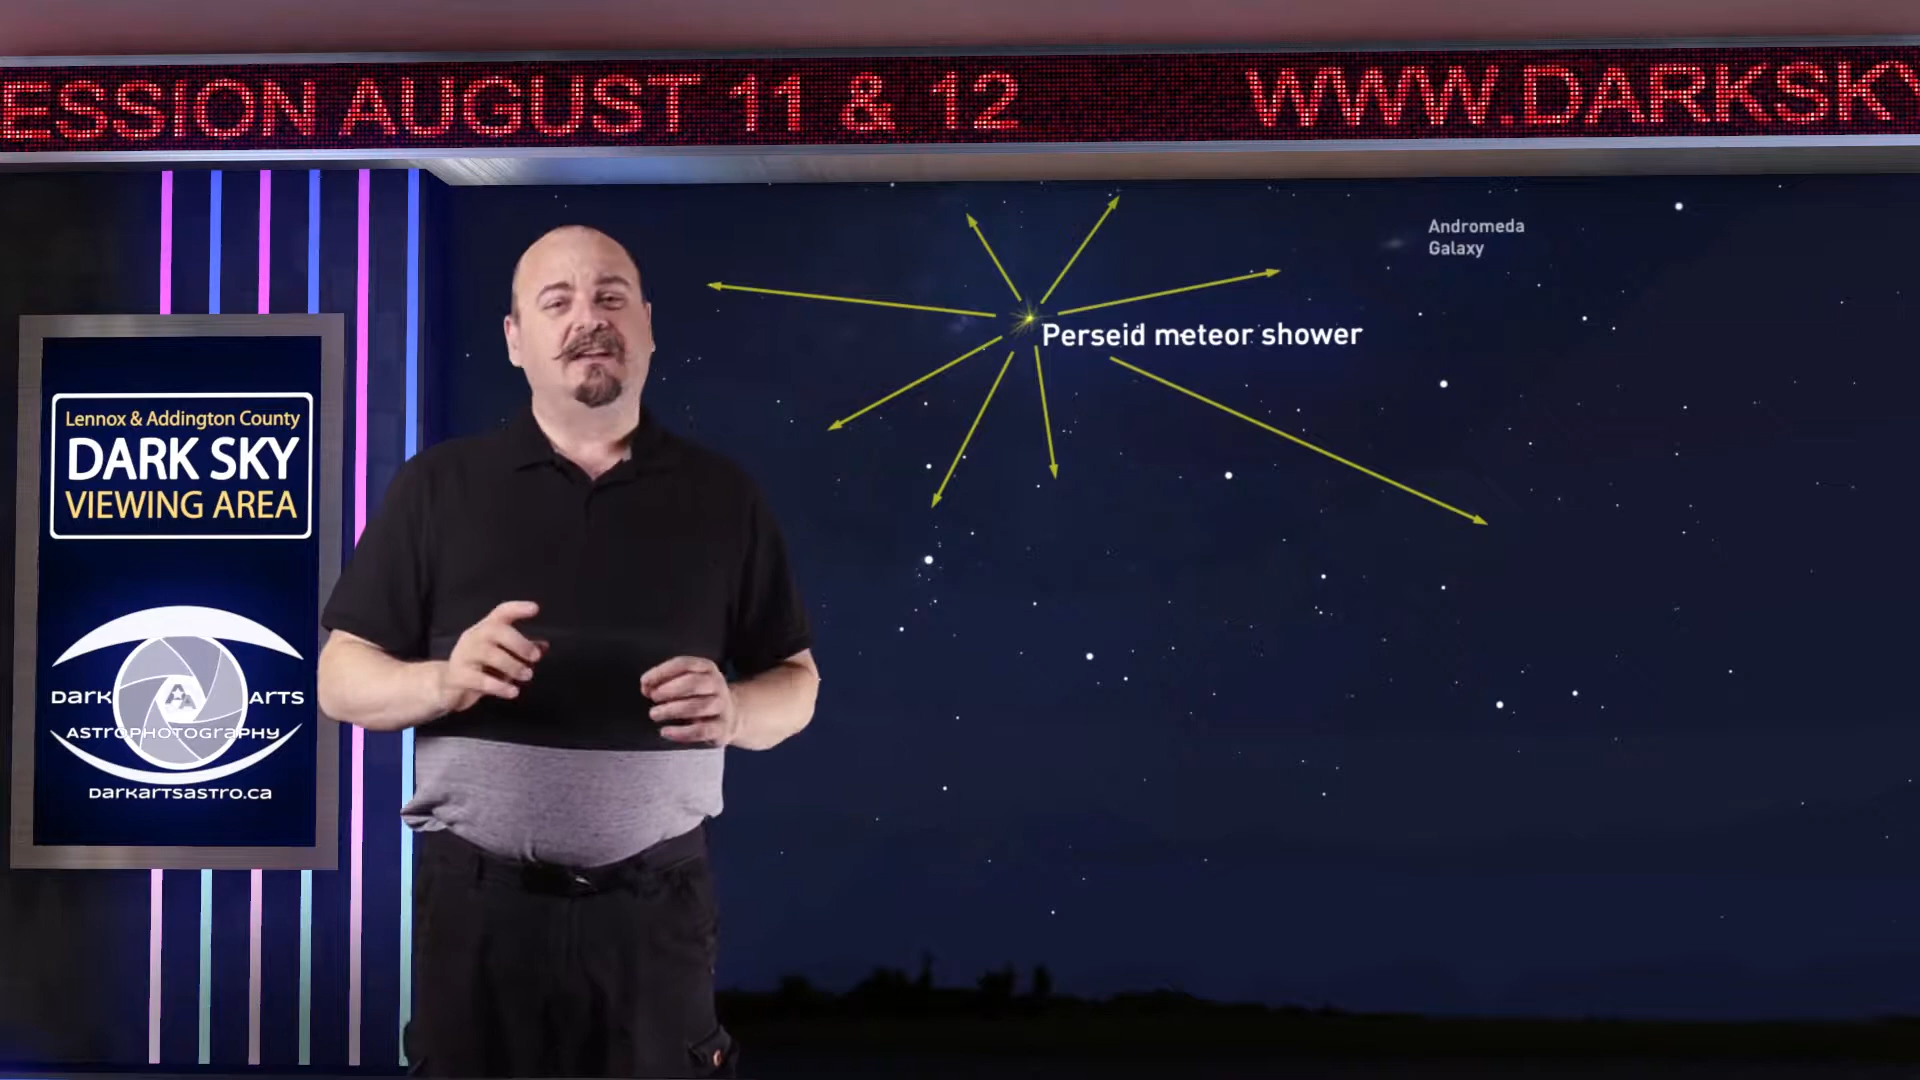 ESSION AUGUST 11 & 12 WWW.DARKSKY
Andromeda
Galaxy
Perseid meteor shower
Lennox & Addington County
DARK SKY
VIEWING AREA
DARK AA ARTS
ASTROPHOTOGRAPHY
DARKARTSASTRO.CA